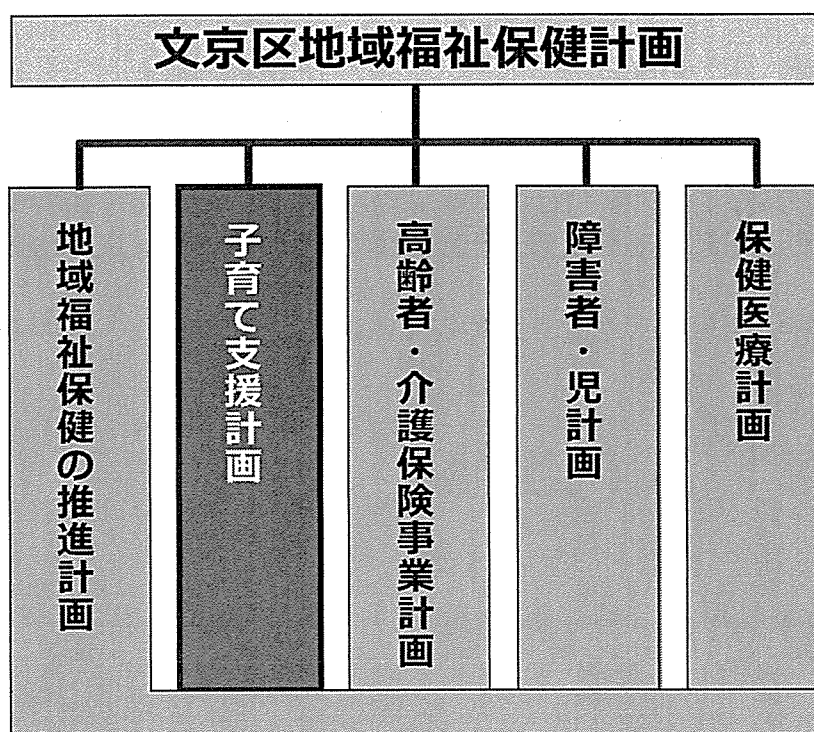 文京区地域福祉保健計画
地域福祉保健の推進計画
子育て支援計画
高齢者・介護保険事業計画
障害者・児計画
保健医療計画